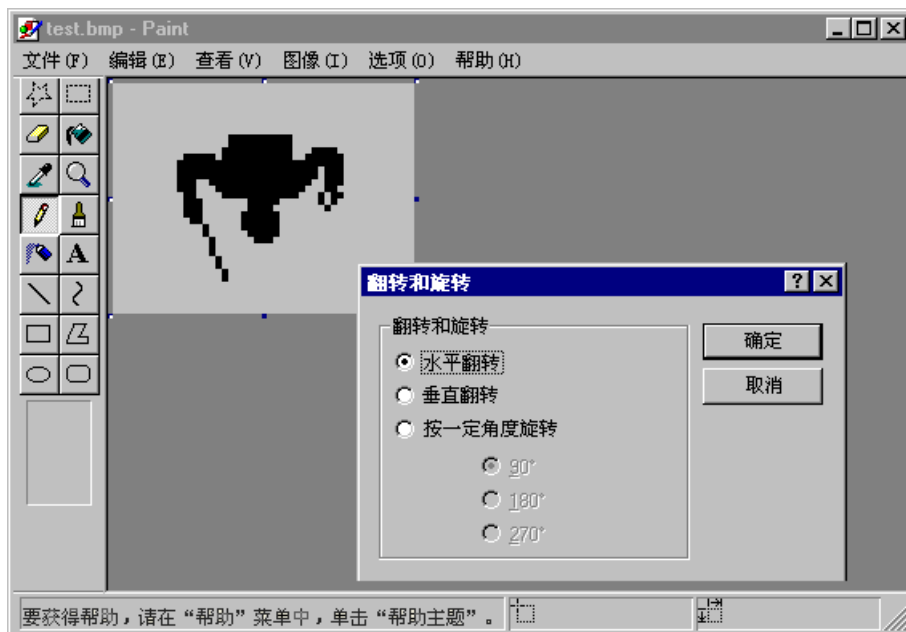 test.bmp - Paint
文件(F) 编辑(E) 查看(V) 图像(I) 选项(O) 帮助(H)
A
翻转和旋转
翻转和旋转
水平翻转
垂直翻转
按一定角度旋转
90°
180°
270°
确定
取消
要获得帮助，请在“帮助”菜单中，单击“帮助主题”。